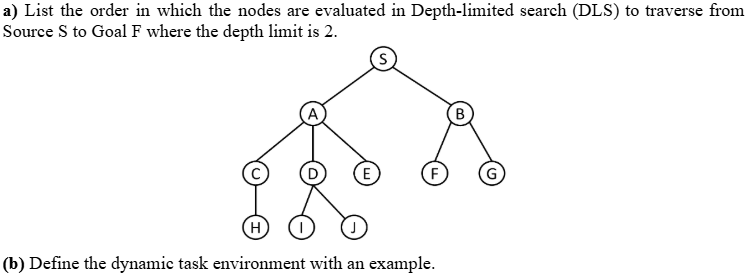 a) List the order in which the nodes are evaluated in Depth-limited search (DLS) to traverse from
Source S to Goal F where the depth limit is 2.
S
A B
C D E F G
H I J
(b) Define the dynamic task environment with an example.